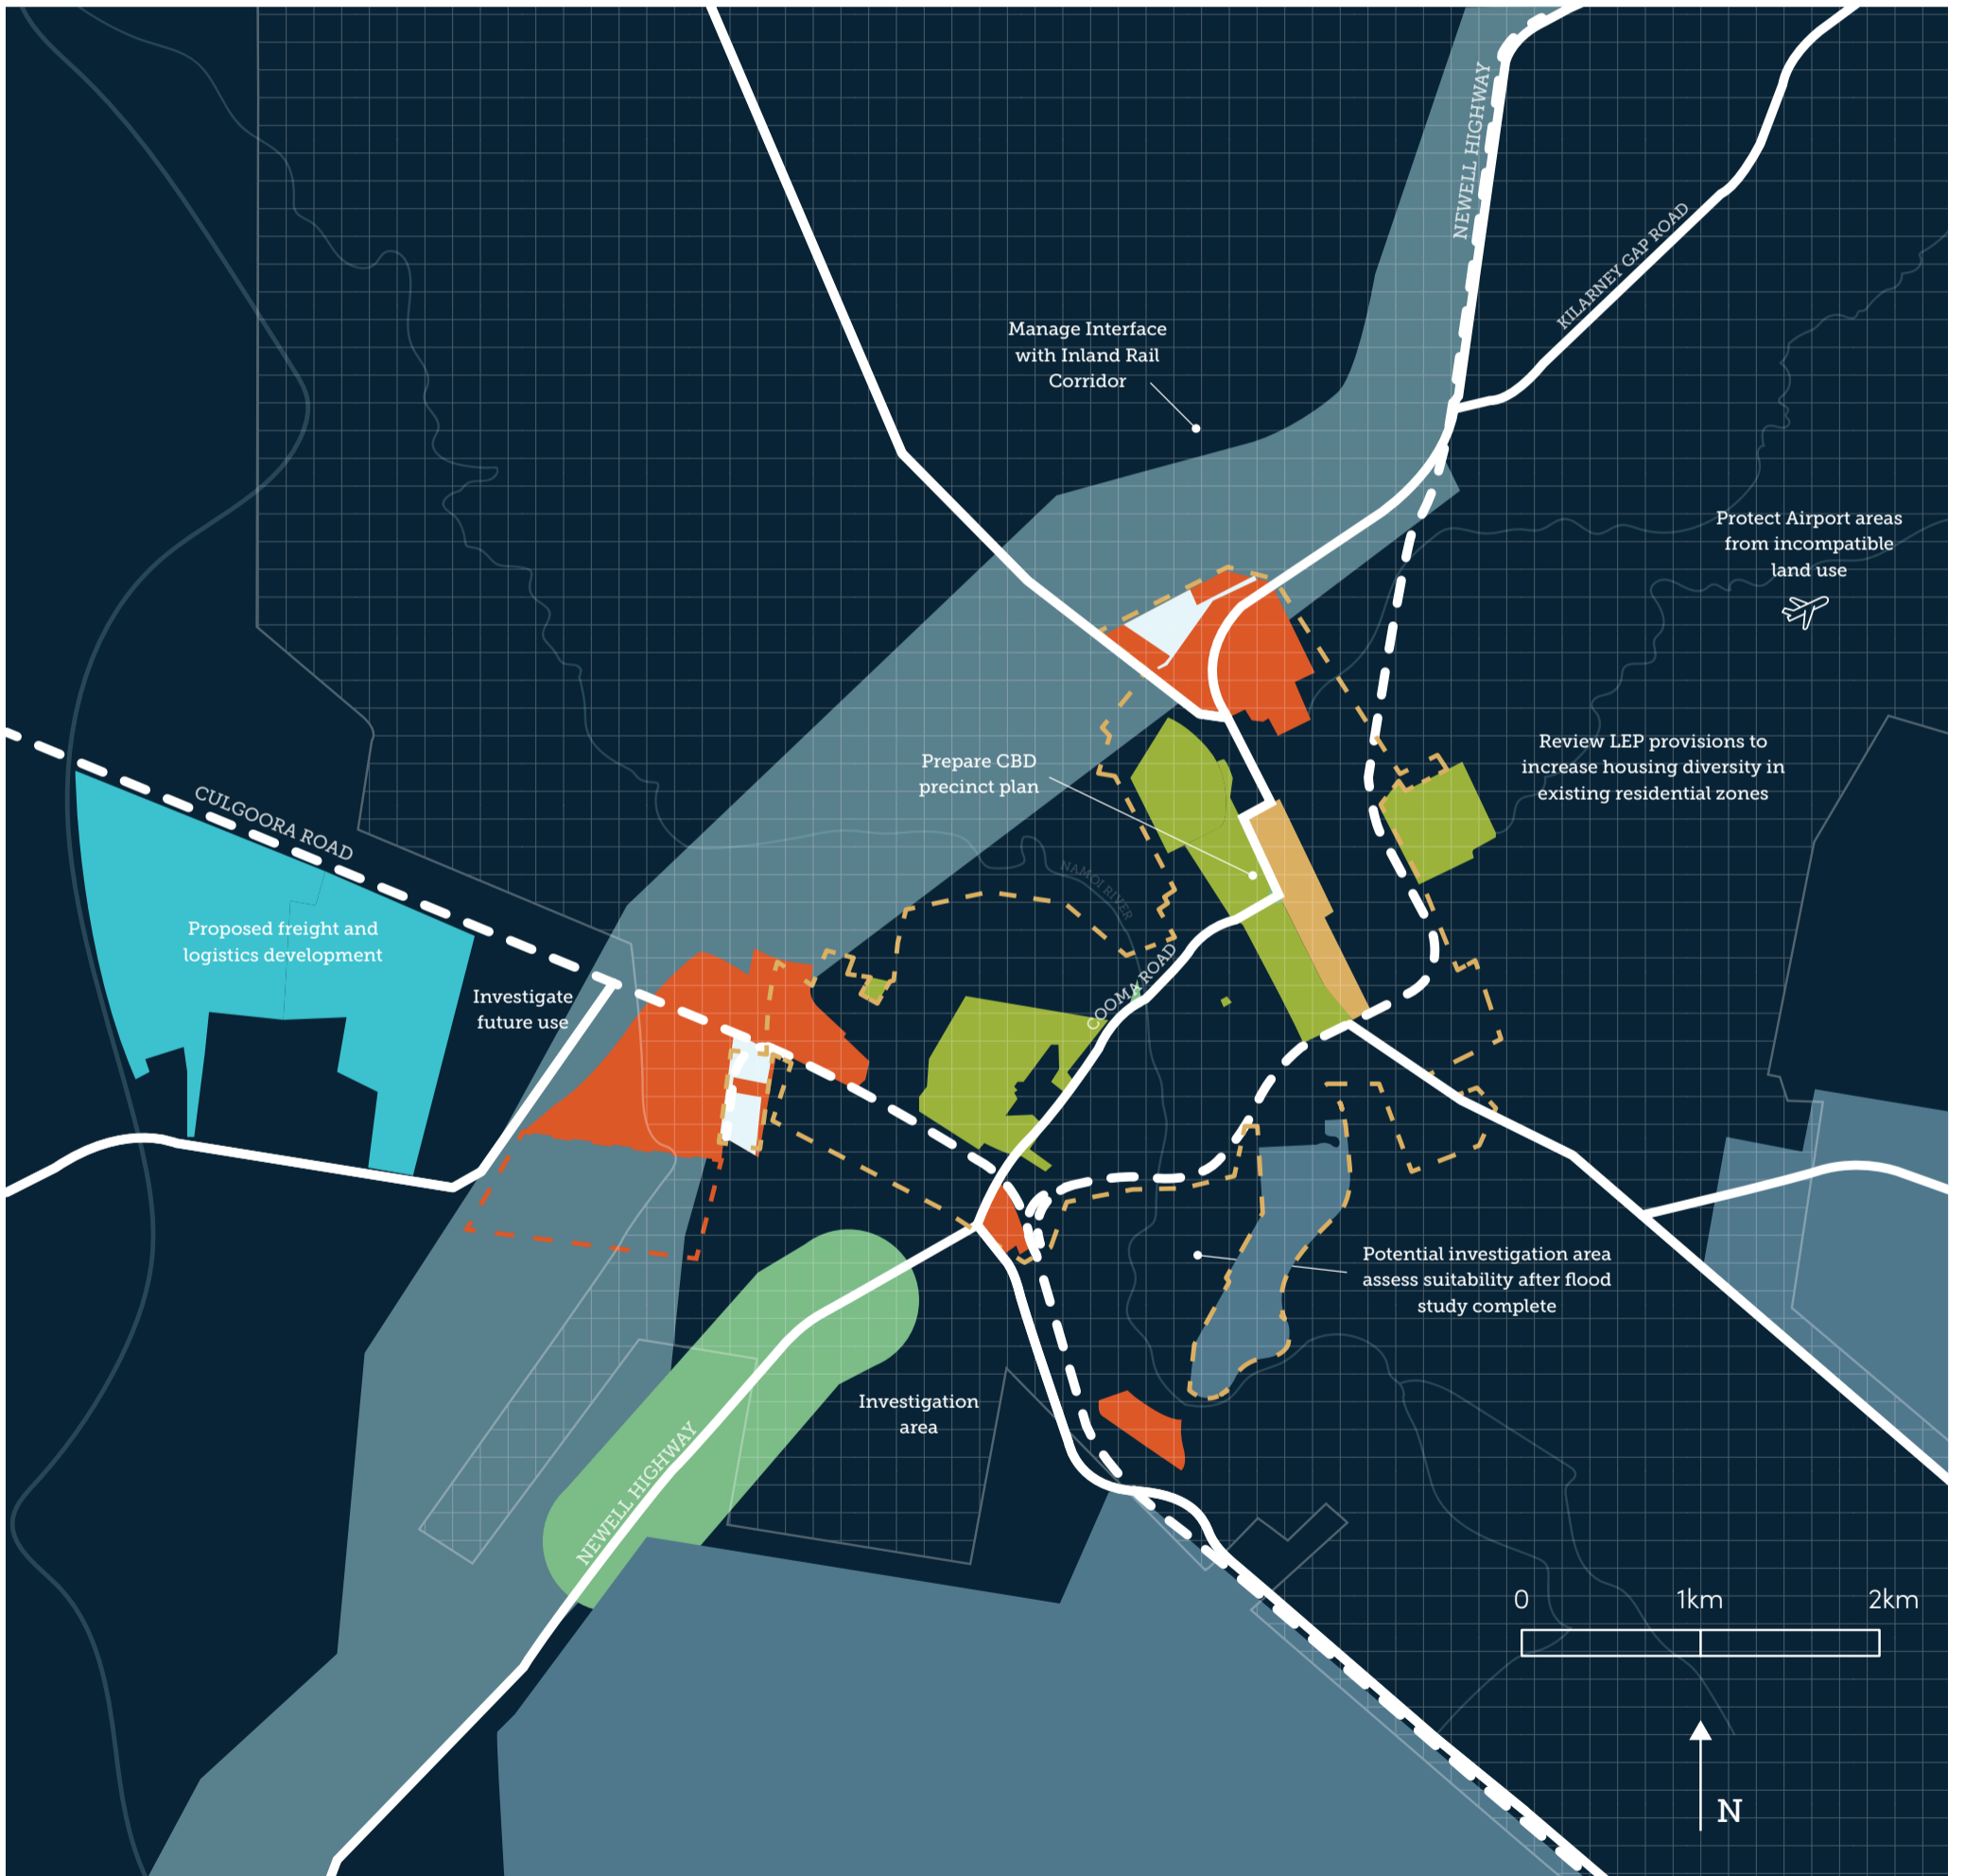 NEWELL HIGHWAY
KILARNEY GAP ROAD
Manage Interface
with Inland Rail
Corridor
Protect Airport areas
from incompatible
land use
Review LEP provisions to
increase housing diversity in
existing residential zones
Prepare CBD
precinct plan
CULGOORA ROAD
NAMOI RIVER
Proposed freight and
logistics development
COOMA ROAD
Investigate
future use
Potential investigation area
assess suitability after flood
study complete
Investigation
area
NEWELL HIGHWAY
0 1km 2km
N